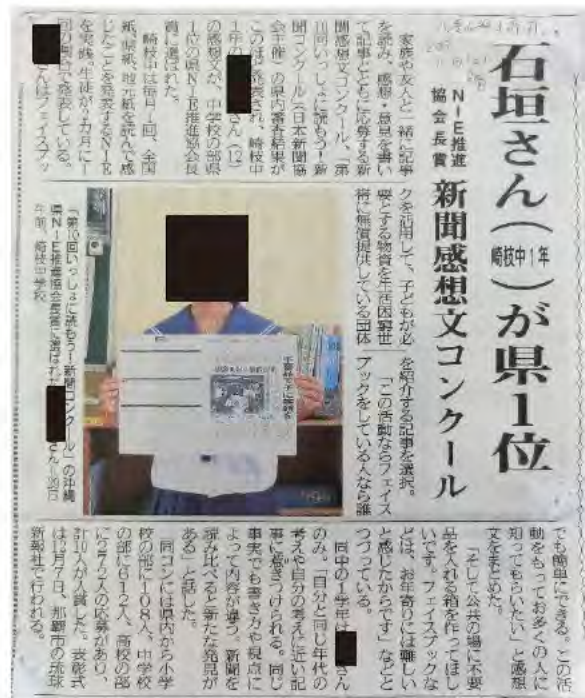 石垣さん(崎枝中1年)が県1位
NIE推進
協会長賞
新聞感想文コンクール
家族や友人と一緒に記事
を読み、感想・意見を書い
て記事とともに応募する新
聞感想文コンクール、「第
10回いっしょに読もう!新
聞コンクール」(日本新聞協
会主催)の県内審査結果が
このほど発表され、崎枝中
1年の
さん(12)
の感想文が、中学校の部県
1位の県NIE推進協会長
賞に選ばれた。
崎枝中は毎月1回、全国
紙、県紙、地元紙を読んで感
じたことを発表するNIE
を実践。生徒が2カ月に1
回の割合で発表している。
さんはフェイスブッ
クを活用して、子どもが必
要とする物資を生活困窮世
帯に無償提供している団体
を紹介する記事を選択。
「この活動ならフェイス
ブックをしている人なら誰
でも簡単にできる。この活
動をもってお多くの人に
知ってもらいたい」と感想
文をまとめた。
「そして公共の場に不要
品を入れる箱を作ってほし
いです。フェイスブックな
どは、お年寄りには難しい
と感じたからです」などと
つづっている。
同中の1学年は
さん
のみ。「自分と同じ年代の
考えや自分の考えに近い記
事に惹きつけられる。同じ
事実でも書き方や視点に
よって内容が違う。新聞を
読み比べると新たな発見が
ある」と話した。
同コンには県内から小学
校の部に108人、中学校
の部に612人、高校の部
に272人の応募があり、
計10人が入賞した。表彰式
は12月7日、那覇市の琉球
新報社で行われる。
「第10回いっしょに読もう!新聞コンクール」の沖縄
県NIE推進協会長賞に選ばれた
さん=
午前、崎枝中学校